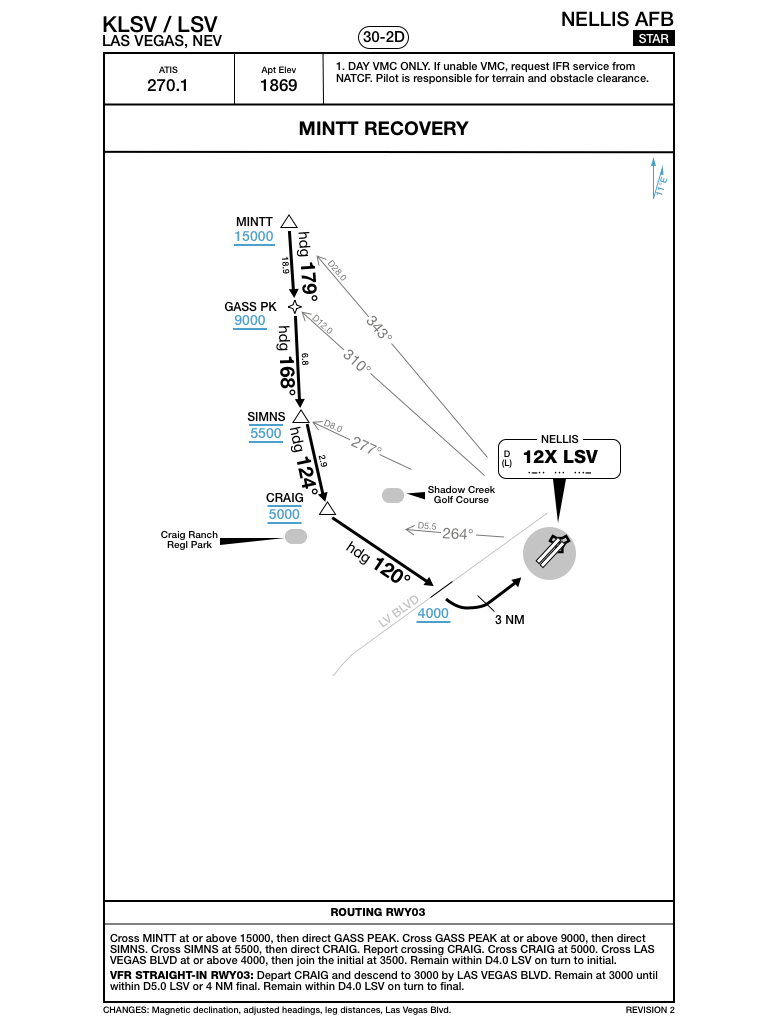 KLSV / LSV
LAS VEGAS, NEV
30-2D
NELLIS AFB
STAR
ATIS
270.1
Apt Elev
1869
1. DAY VMC ONLY. If unable VMC, request IFR service from
NATCF. Pilot is responsible for terrain and obstacle clearance.
MINTT RECOVERY
11°E
MINTT
15000
hdg 179°
18.9
D28.0
343°
GASS PK
9000
D12.0
310°
hdg 168°
6.8
SIMNS
5500
D8.0
277°
hdg 124°
2.9
NELLIS
D
(L)
12X LSV
CRAIG
5000
Shadow Creek
Golf Course
Craig Ranch
Regl Park
D5.5
264°
hdg 120°
LV BLVD
4000
3 NM
ROUTING RWY03
Cross MINTT at or above 15000, then direct GASS PEAK. Cross GASS PEAK at or above 9000, then direct
SIMNS. Cross SIMNS at 5500, then direct CRAIG. Report crossing CRAIG. Cross CRAIG at 5000. Cross LAS
VEGAS BLVD at or above 4000, then join the initial at 3500. Remain within D4.0 LSV on turn to initial.
VFR STRAIGHT-IN RWY03: Depart CRAIG and descend to 3000 by LAS VEGAS BLVD. Remain at 3000 until
within D5.0 LSV or 4 NM final. Remain within D4.0 LSV on turn to final.
CHANGES: Magnetic declination, adjusted headings, leg distances, Las Vegas Blvd.
REVISION 2